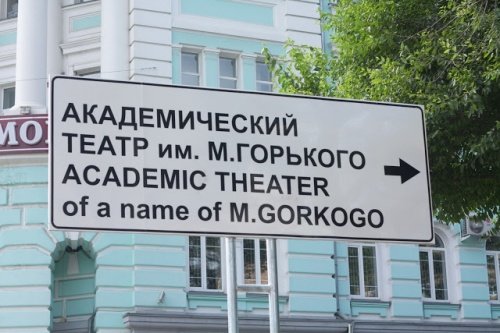 АКАДЕМИЧЕСКИЙ
ТЕАТР им. М.ГОРЬКОГО
ACADEMIC THEATER
of a name of M.GORKOGO